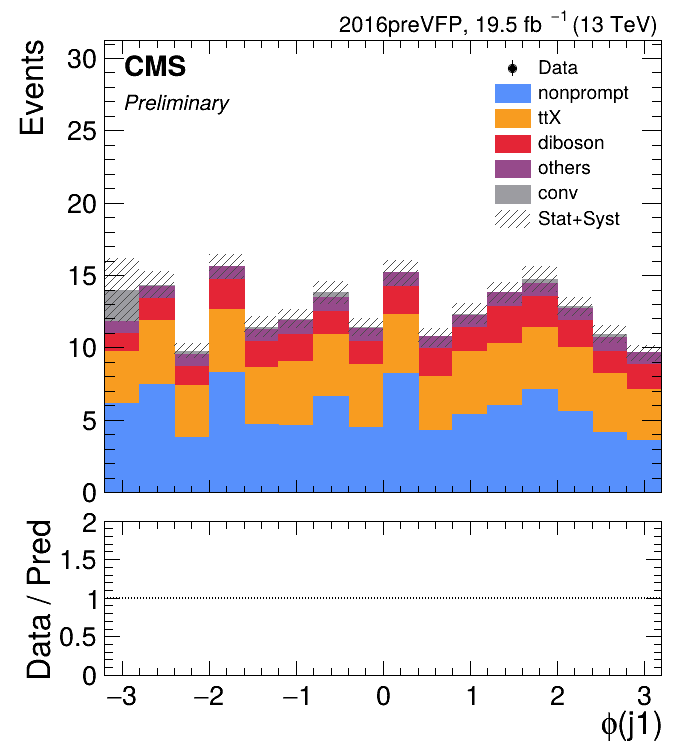 2016preVFP, 19.5 fb⁻¹ (13 TeV)
CMS
Preliminary
Events
30
25
20
15
10
5
0
Data
nonprompt
ttX
diboson
others
conv
Stat+Syst
Data / Pred
2
1.5
1
0.5
0
−3 −2 −1 0 1 2 3
ϕ(j1)